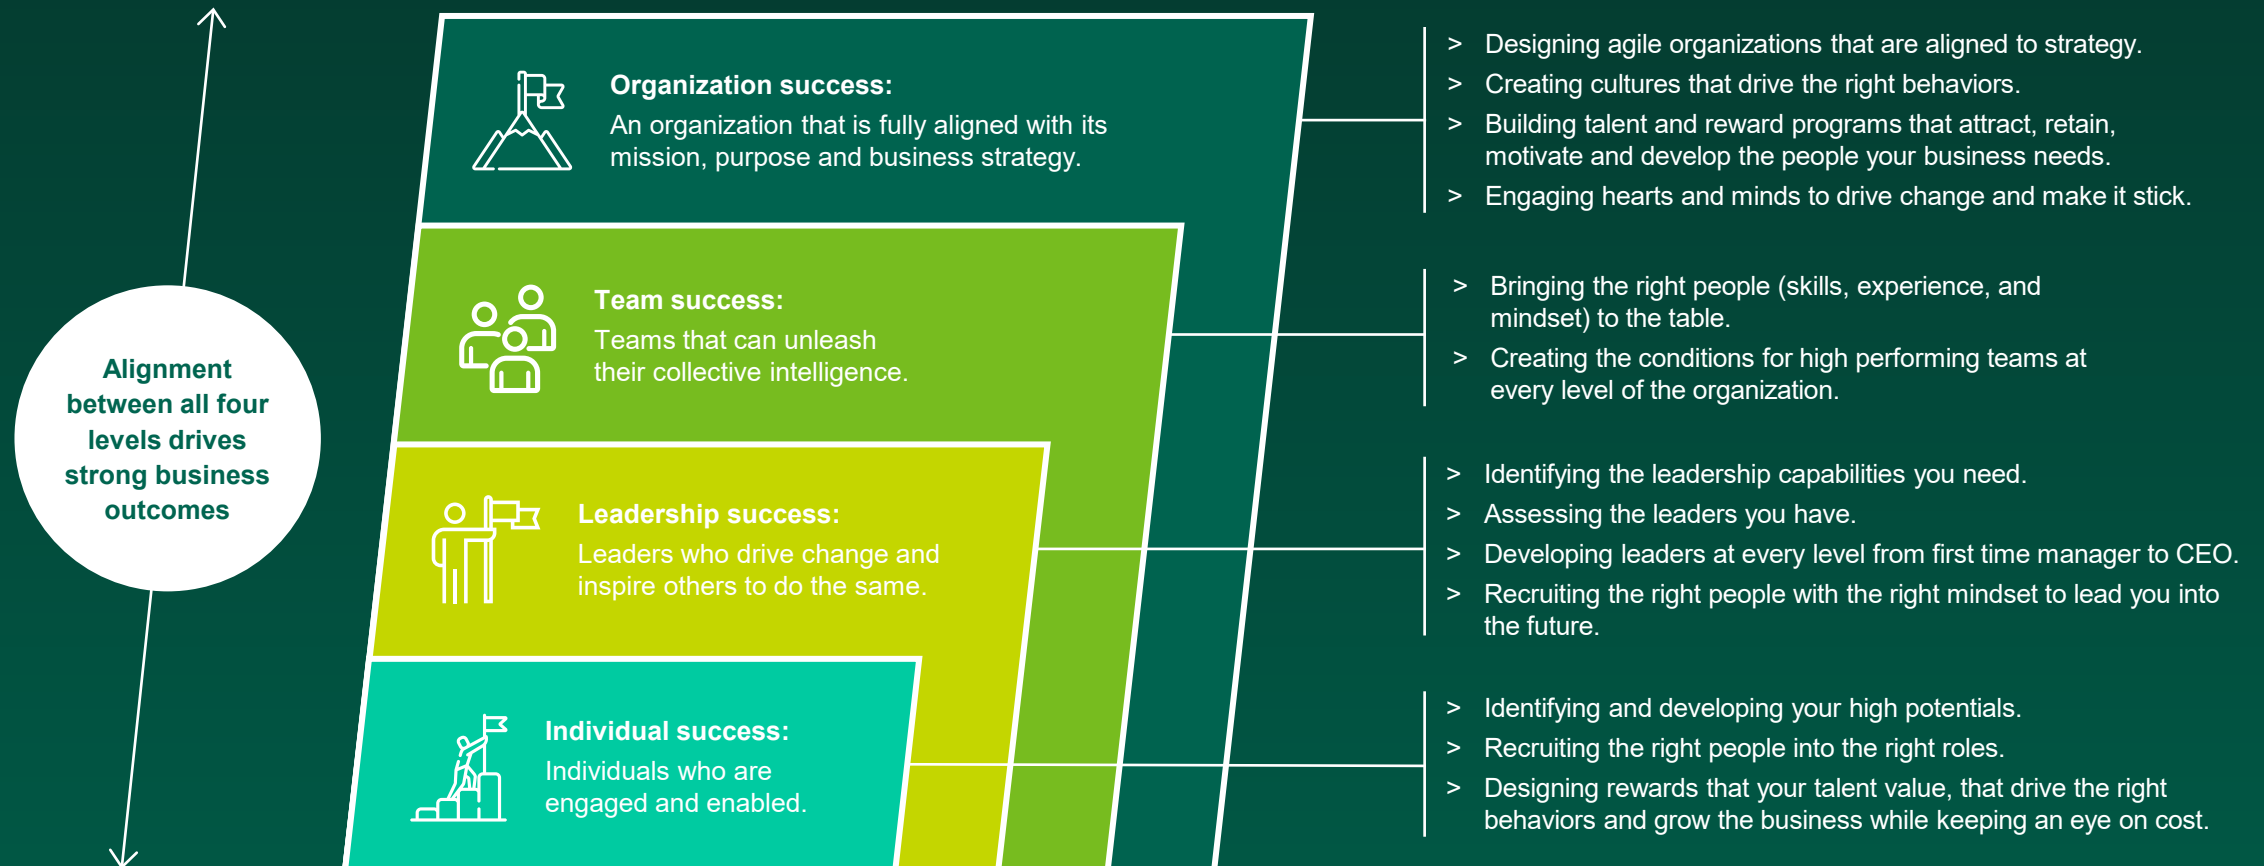 Alignment
between all four
levels drives
strong business
outcomes
Organization success:
An organization that is fully aligned with its
mission, purpose and business strategy.
> Designing agile organizations that are aligned to strategy.
> Creating cultures that drive the right behaviors.
> Building talent and reward programs that attract, retain,
motivate and develop the people your business needs.
> Engaging hearts and minds to drive change and make it stick.
Team success:
Teams that can unleash
their collective intelligence.
> Bringing the right people (skills, experience, and
mindset) to the table.
> Creating the conditions for high performing teams at
every level of the organization.
Leadership success:
Leaders who drive change and
inspire others to do the same.
> Identifying the leadership capabilities you need.
> Assessing the leaders you have.
> Developing leaders at every level from first time manager to CEO.
> Recruiting the right people with the right mindset to lead you into
the future.
Individual success:
Individuals who are
engaged and enabled.
> Identifying and developing your high potentials.
> Recruiting the right people into the right roles.
> Designing rewards that your talent value, that drive the right
behaviors and grow the business while keeping an eye on cost.